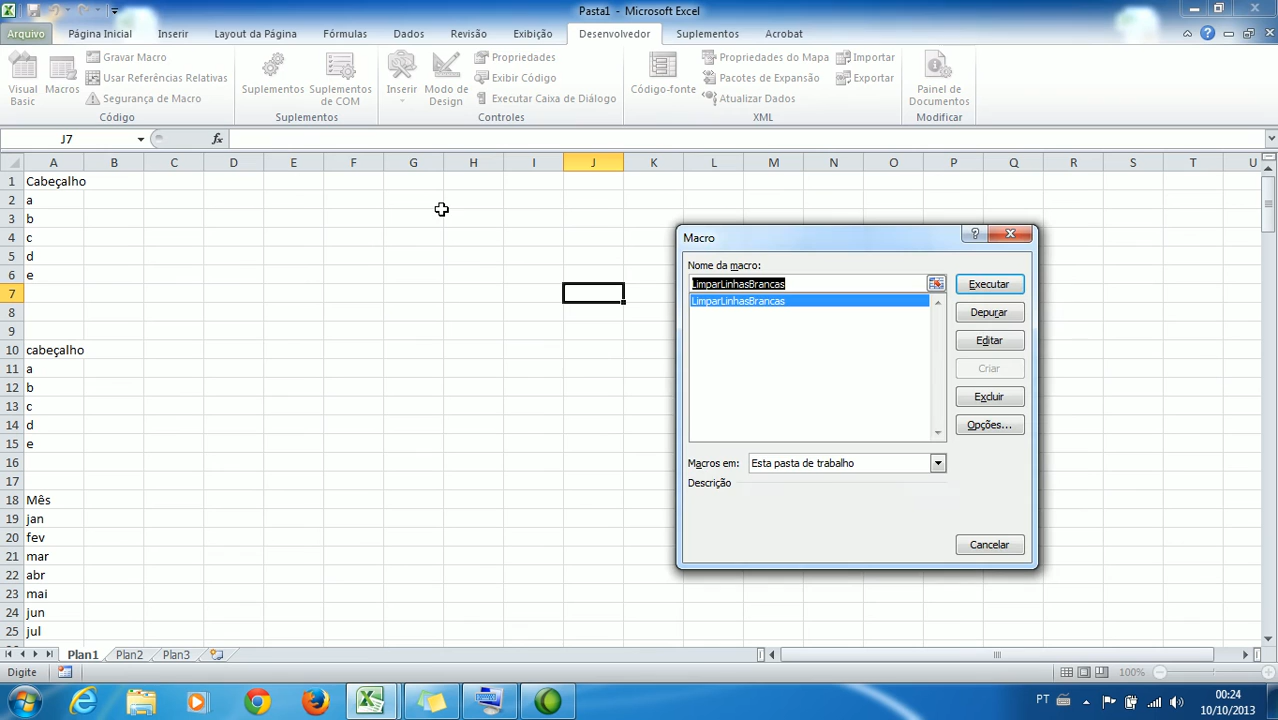 Pasta1 - Microsoft Excel
Arquivo Página Inicial Inserir Layout da Página Fórmulas Dados Revisão Exibição Desenvolvedor Suplementos Acrobat
Visual Basic
Macros
Gravar Macro
Usar Referências Relativas
Segurança de Macro
Código
Suplementos
Suplementos de COM
Suplementos
Inserir
Modo de Design
Propriedades
Exibir Código
Executar Caixa de Diálogo
Controles
Código-fonte
Propriedades do Mapa
Pacotes de Expansão
Atualizar Dados
Importar
Exportar
XML
Painel de Documentos
Modificar
J7 fx
A B C D E F G H I J K L M N O P Q R S T U
1 Cabeçalho
2 a
3 b
4 c
5 d
6 e
7
8
9
10 cabeçalho
11 a
12 b
13 c
14 d
15 e
16
17
18 Mês
19 jan
20 fev
21 mar
22 abr
23 mai
24 jun
25 jul
Macro
Nome da macro:
LimparLinhasBrancas
LimparLinhasBrancas
Executar
Depurar
Editar
Criar
Excluir
Opções...
Macros em: Esta pasta de trabalho
Descrição
Cancelar
Plan1 Plan2 Plan3
Digite 100%
PT 00:24
10/10/2013